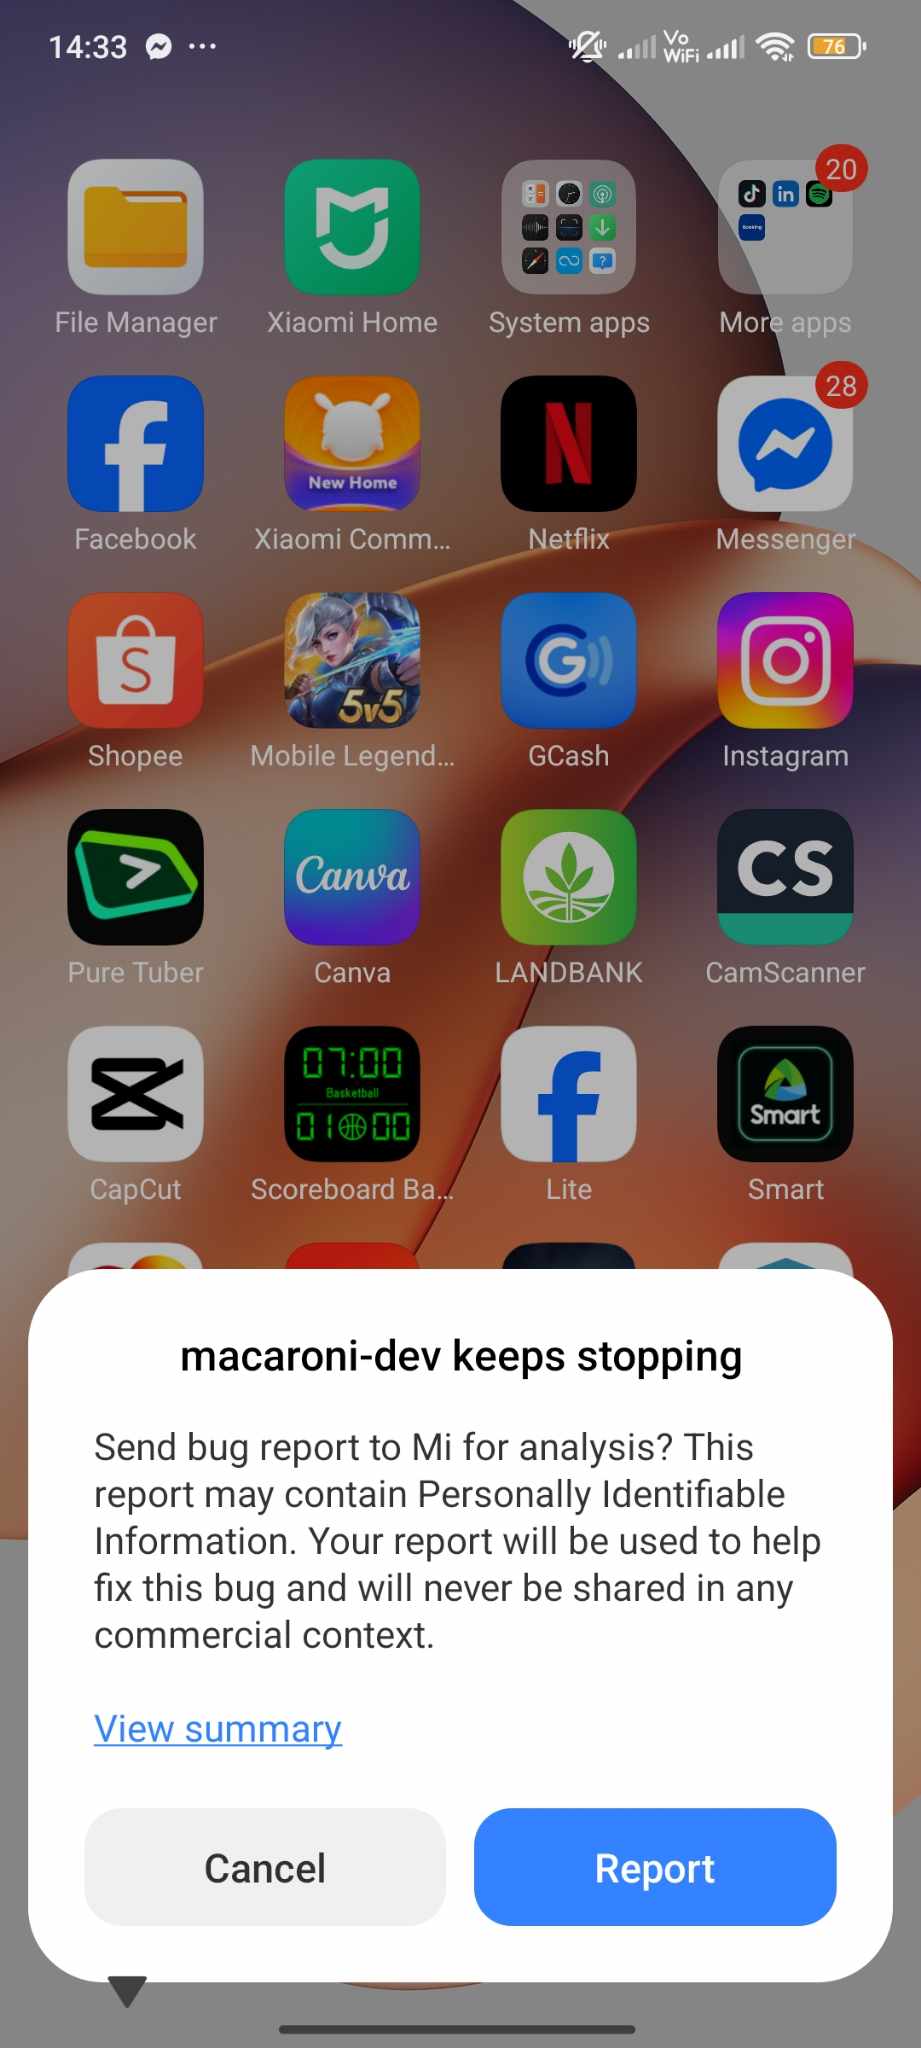 14:33
Vo
WiFi
76
20
File Manager
Xiaomi Home
System apps
More apps
28
New Home
Facebook
Xiaomi Comm...
Netflix
Messenger
S
5v5
G
Shopee
Mobile Legend...
GCash
Instagram
Canva
CS
Pure Tuber
Canva
LANDBANK
CamScanner
07:00
Basketball
01 00
Smart
CapCut
Scoreboard Ba...
Lite
Smart
macaroni-dev keeps stopping
Send bug report to Mi for analysis? This
report may contain Personally Identifiable
Information. Your report will be used to help
fix this bug and will never be shared in any
commercial context.
View summary
Cancel
Report